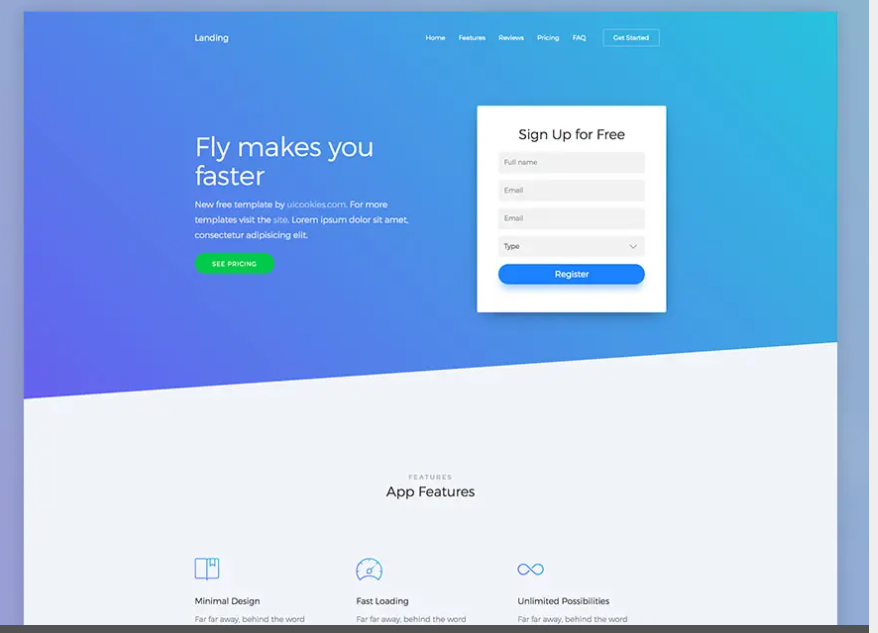 Landing
Home Features Reviews Pricing FAQ Get Started
Fly makes you
faster
New free template by uicookies.com. For more
templates visit the site. Lorem ipsum dolor sit amet,
consectetur adipisicing elit.
SEE PRICING
Sign Up for Free
Full name
Email
Email
Type
Register
FEATURES
App Features
Minimal Design
Far far away, behind the word
Fast Loading
Far far away, behind the word
Unlimited Possibilities
Far far away, behind the word